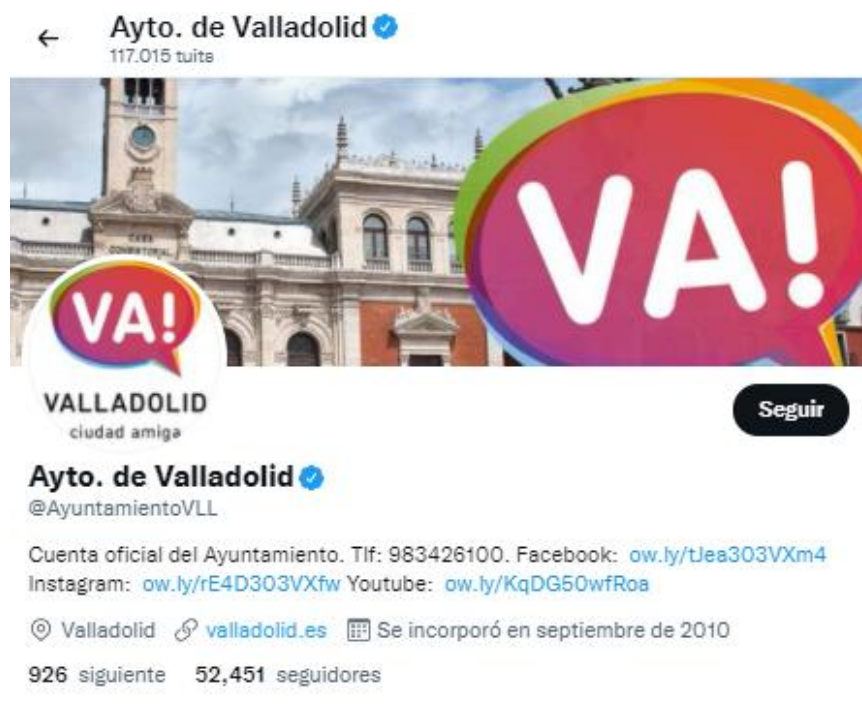 Ayto. de Valladolid
117.015 tuits
CASA
CONSISTORIAL
VA!
VA!
VALLADOLID
ciudad amiga
Seguir
Ayto. de Valladolid
@AyuntamientoVLL
Cuenta oficial del Ayuntamiento. Tlf: 983426100. Facebook: ow.ly/tJea303VXm4
Instagram: ow.ly/rE4D303VXfw Youtube: ow.ly/KqDG50wfRoa
Valladolid valladolid.es Se incorporó en septiembre de 2010
926 siguiente 52,451 seguidores